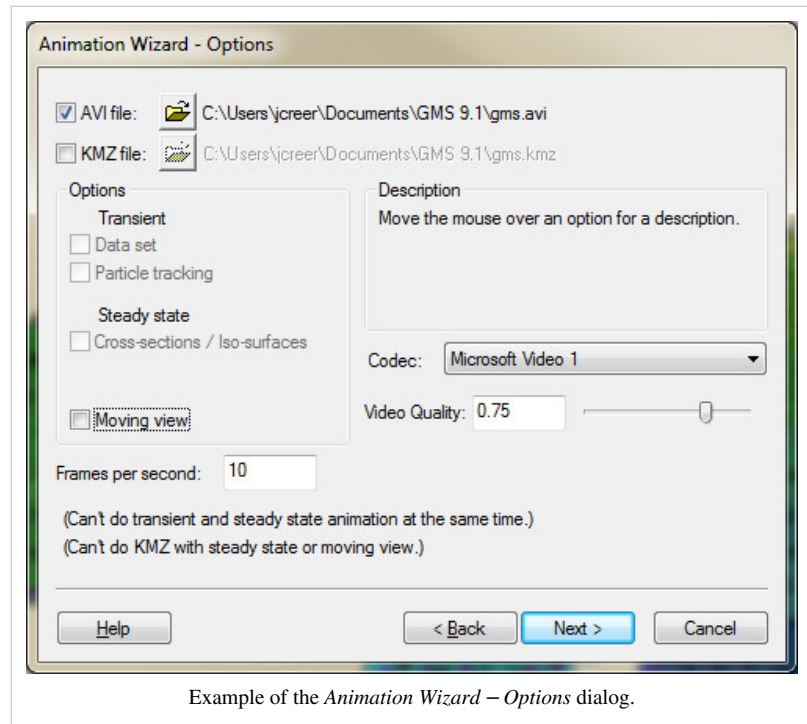 Animation Wizard - Options
AVI file: C:\Users\jcreer\Documents\GMS 9.1\gms.avi
KMZ file: C:\Users\jcreer\Documents\GMS 9.1\gms.kmz
Options
Transient
Data set
Particle tracking
Steady state
Cross-sections / Iso-surfaces
Moving view
Description
Move the mouse over an option for a description.
Codec: Microsoft Video 1
Video Quality: 0.75
Frames per second: 10
(Can't do transient and steady state animation at the same time.)
(Can't do KMZ with steady state or moving view.)
Help < Back Next > Cancel
Example of the Animation Wizard – Options dialog.